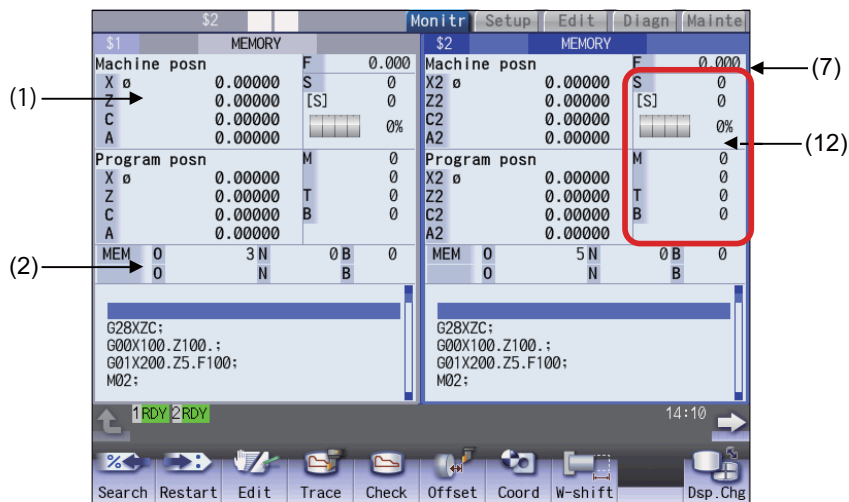 $2 Monitr Setup Edit Diagn Mainte
$1 MEMORY
Machine posn F 0.000
X ø 0.00000 S 0
Z 0.00000 [S] 0
C 0.00000 0%
A 0.00000
Program posn M 0
X ø 0.00000 0
Z 0.00000 T 0
C 0.00000 B 0
A 0.00000
MEM O 3 N 0 B 0
O N B
G28XZC;
G00X100.Z100.;
G01X200.Z5.F100;
M02;
$2 MEMORY
Machine posn F 0.000
X2 ø 0.00000 S 0
Z2 0.00000 [S] 0
C2 0.00000 0%
A2 0.00000
Program posn M 0
X2 ø 0.00000 0
Z2 0.00000 T 0
C2 0.00000 B 0
A2 0.00000
MEM O 5 N 0 B 0
O N B
G28XZC;
G00X100.Z100.;
G01X200.Z5.F100;
M02;
1 RDY 2 RDY 14:10
Search Restart Edit Trace Check Offset Coord W-shift Dsp.Chg
(1)
(2)
(7)
(12)